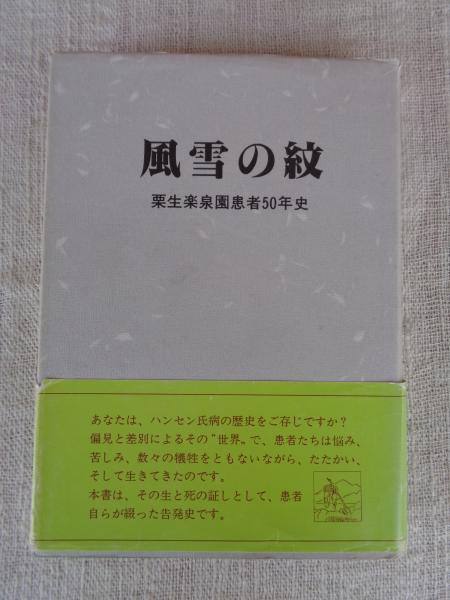 風雪の紋
栗生楽泉園患者50年史
あなたは、ハンセン氏病の歴史をご存じですか?
偏見と差別によるその〝世界〟で、患者たちは悩み、
苦しみ、数々の犠牲をともないながら、たたかい、
そして生きてきたのです。
本書は、その生と死の証しとして、患者
自らが綴った告発史です。